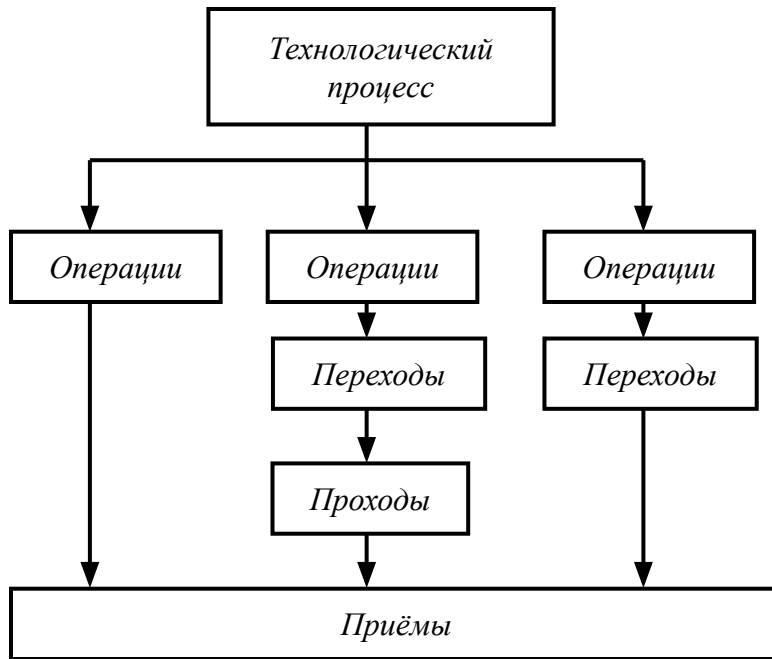 Технологический
процесс
Операции
Операции
Операции
Переходы
Переходы
Проходы
Приёмы